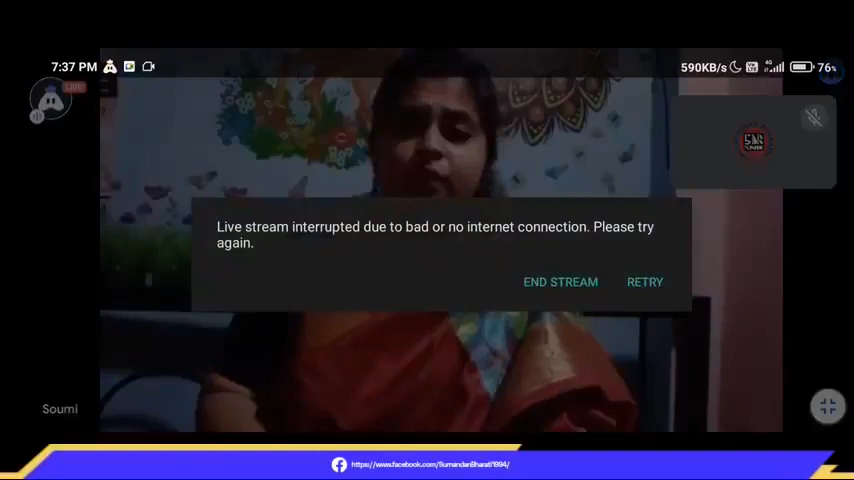 7:37 PM
590KB/s
4G
76%
LIVE
Live stream interrupted due to bad or no internet connection. Please try
again.
END STREAM
RETRY
Soumi
https://www.facebook.com/SumandanBharati1994/